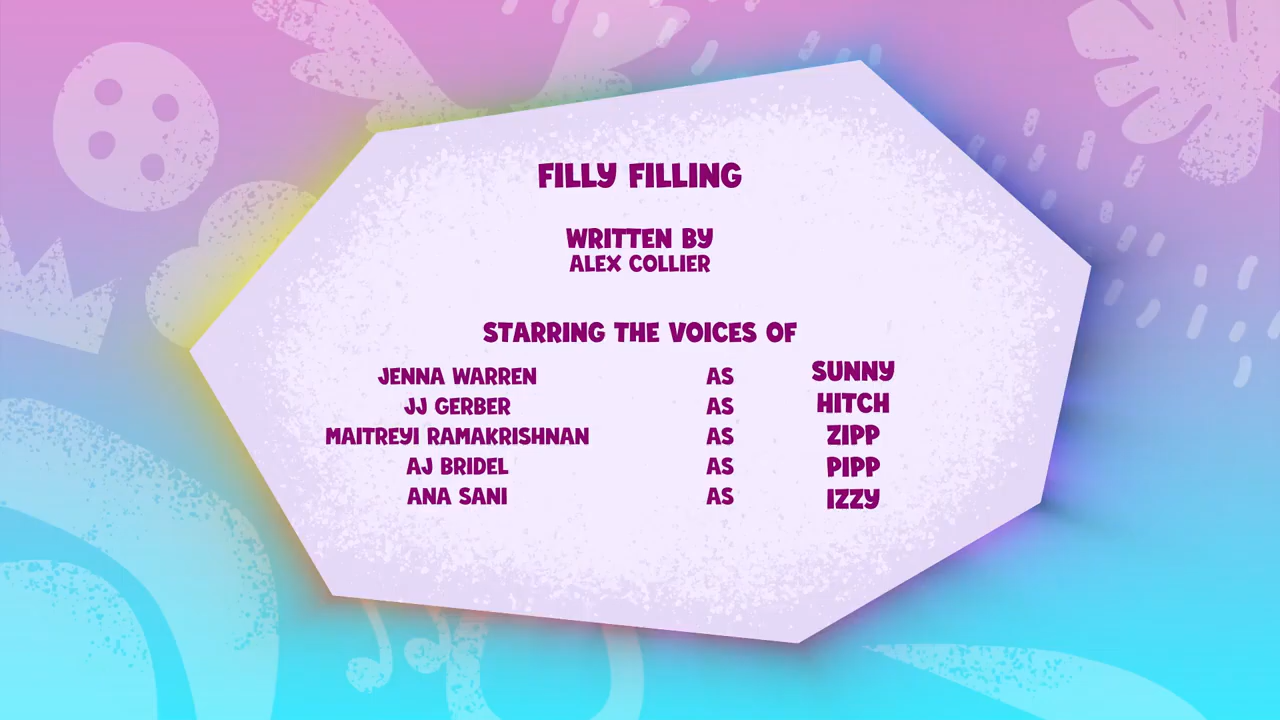 FILLY FILLING
WRITTEN BY
ALEX COLLIER
STARRING THE VOICES OF
JENNA WARREN AS SUNNY
JJ GERBER AS HITCH
MAITREYI RAMAKRISHNAN AS ZIPP
AJ BRIDEL AS PIPP
ANA SANI AS IZZY